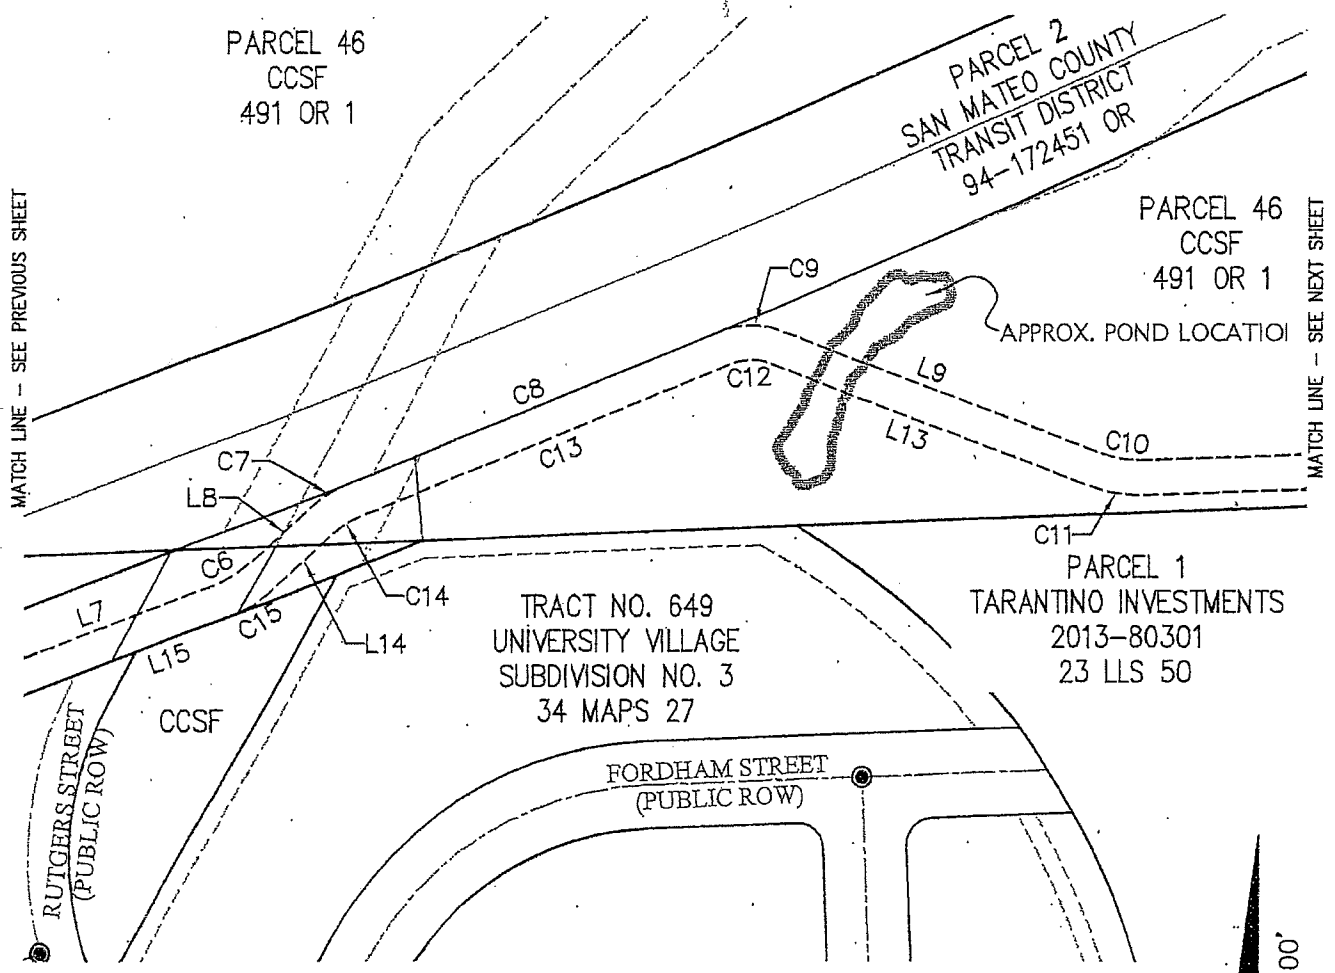 PARCEL 46
CCSF
491 OR 1
PARCEL 2
SAN MATEO COUNTY
TRANSIT DISTRICT
94-172451 OR
PARCEL 46
CCSF
491 OR 1
MATCH LINE - SEE PREVIOUS SHEET
MATCH LINE - SEE NEXT SHEET
C9
APPROX. POND LOCATIO
C8
C12
L9
L13
C10
C13
C7
L8
C11
C6
C14
C15
L14
L7
L15
CCSF
TRACT NO. 649
UNIVERSITY VILLAGE
SUBDIVISION NO. 3
34 MAPS 27
PARCEL 1
TARANTINO INVESTMENTS
2013-80301
23 LLS 50
RUTGERS STREET
(PUBLIC ROW)
FORDHAM STREET
(PUBLIC ROW)
00'